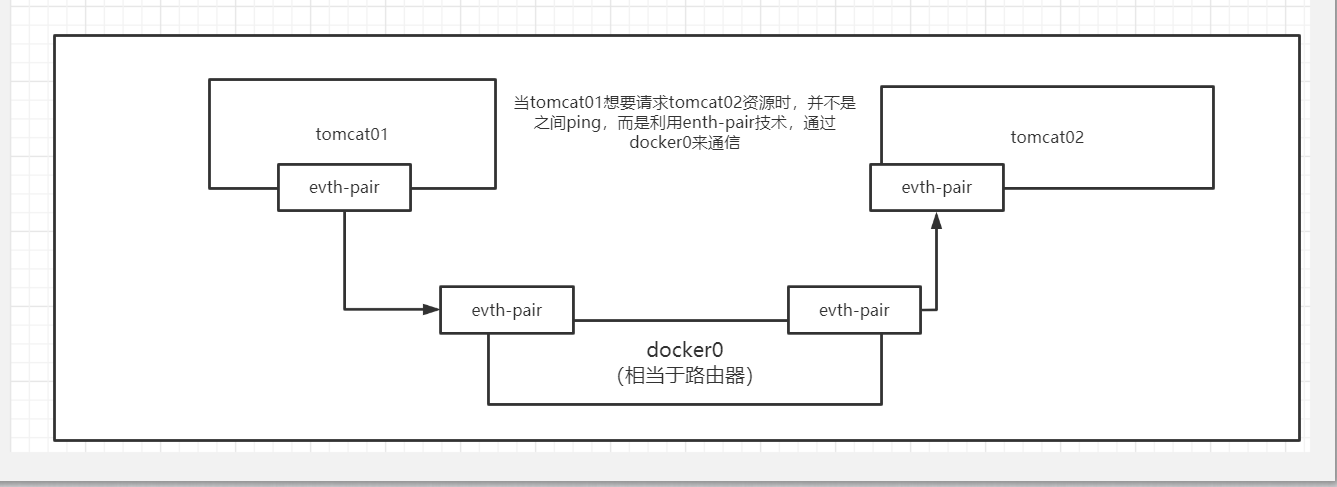 tomcat01
evth-pair
当tomcat01想要请求tomcat02资源时，并不是
之间ping，而是利用enth-pair技术，通过
docker0来通信
tomcat02
evth-pair
evth-pair
evth-pair
docker0
（相当于路由器）